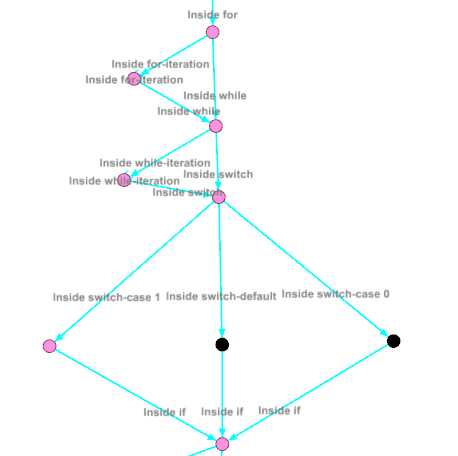 Inside for
Inside for-iteration
Inside for-iteration
Inside while
Inside while
Inside while-iteration
Inside switch
Inside while-iteration
Inside switch
Inside switch-case 1
Inside switch-default
Inside switch-case 0
Inside if
Inside if
Inside if